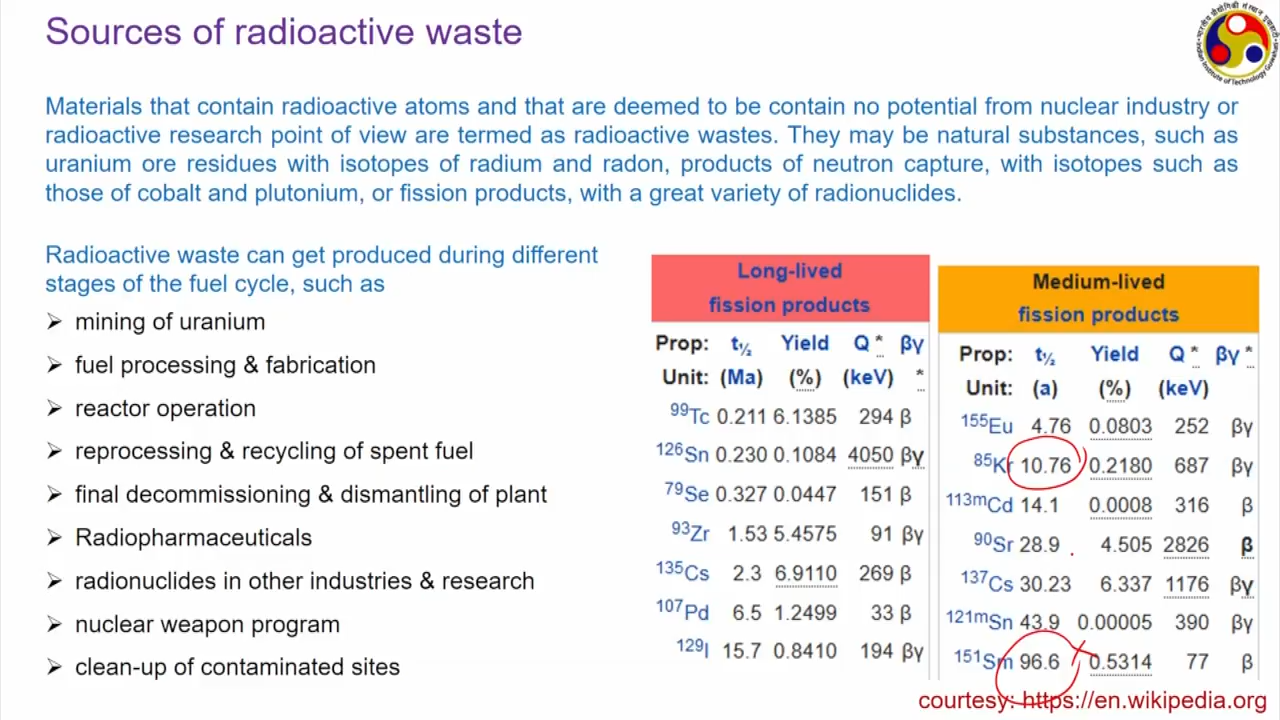 Sources of radioactive waste
Materials that contain radioactive atoms and that are deemed to be contain no potential from nuclear industry or
radioactive research point of view are termed as radioactive wastes. They may be natural substances, such as
uranium ore residues with isotopes of radium and radon, products of neutron capture, with isotopes such as
those of cobalt and plutonium, or fission products, with a great variety of radionuclides.
Radioactive waste can get produced during different
stages of the fuel cycle, such as
➢ mining of uranium
➢ fuel processing & fabrication
➢ reactor operation
➢ reprocessing & recycling of spent fuel
➢ final decommissioning & dismantling of plant
➢ Radiopharmaceuticals
➢ radionuclides in other industries & research
➢ nuclear weapon program
➢ clean-up of contaminated sites
Long-lived
fission products
Prop: t½ Yield Q * βγ
Unit: (Ma) (%) (keV) *
⁹⁹Tc 0.211 6.1385 294 β
¹²⁶Sn 0.230 0.1084 4050 βγ
⁷⁹Se 0.327 0.0447 151 β
⁹³Zr 1.53 5.4575 91 βγ
¹³⁵Cs 2.3 6.9110 269 β
¹⁰⁷Pd 6.5 1.2499 33 β
¹²⁹I 15.7 0.8410 194 βγ
Medium-lived
fission products
Prop: t½ Yield Q * βγ *
Unit: (a) (%) (keV)
¹⁵⁵Eu 4.76 0.0803 252 βγ
⁸⁵Kr 10.76 0.2180 687 βγ
¹¹³ᵐCd 14.1 0.0008 316 β
⁹⁰Sr 28.9 4.505 2826 β
¹³⁷Cs 30.23 6.337 1176 βγ
¹²¹ᵐSn 43.9 0.00005 390 βγ
¹⁵¹Sm 96.6 0.5314 77 β
courtesy: https://en.wikipedia.org
Indian Institute of Technology Guwahati